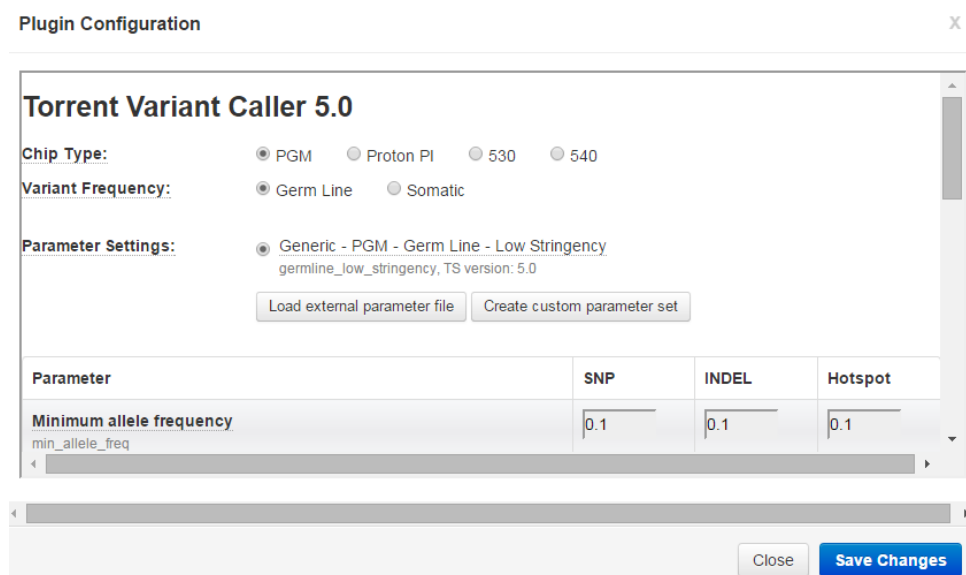 Plugin Configuration x
Torrent Variant Caller 5.0
Chip Type: PGM Proton PI 530 540
Variant Frequency: Germ Line Somatic
Parameter Settings: Generic - PGM - Germ Line - Low Stringency
germline_low_stringency, TS version: 5.0
Load external parameter file Create custom parameter set
Parameter SNP INDEL Hotspot
Minimum allele frequency 0.1 0.1 0.1
min_allele_freq
Close Save Changes